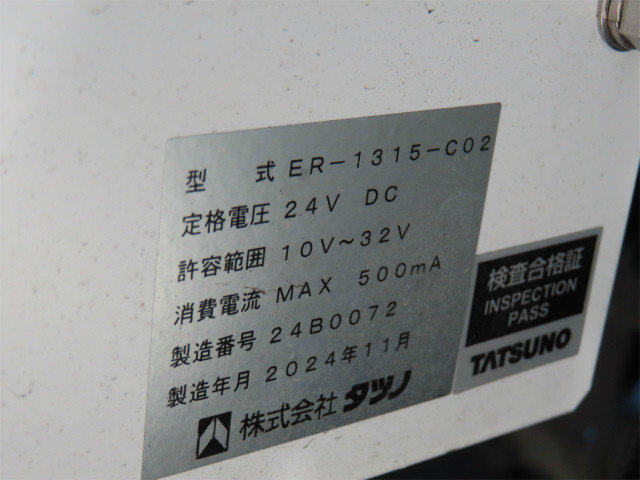 型 式 ER-1315-C02
定格電圧 24V DC
許容範囲 10V～32V
消費電流 MAX 500mA
製造番号 24B0072
製造年月 2024年11月
株式会社 タツノ
検査合格証
INSPECTION
PASS
TATSUNO